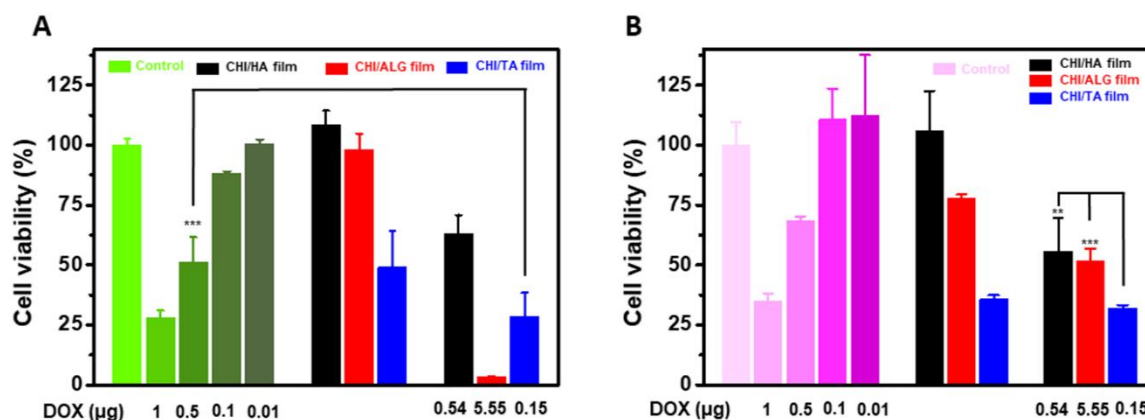 A
Control
CHI/HA film
CHI/ALG film
CHI/TA film
Cell viability (%)
125
100
75
50
25
0
***
DOX (µg)
1
0.5
0.1
0.01
0.54
5.55
0.15
B
Control
CHI/HA film
CHI/ALG film
CHI/TA film
Cell viability (%)
125
100
75
50
25
0
**
***
DOX (µg)
1
0.5
0.1
0.01
0.54
5.55
0.15